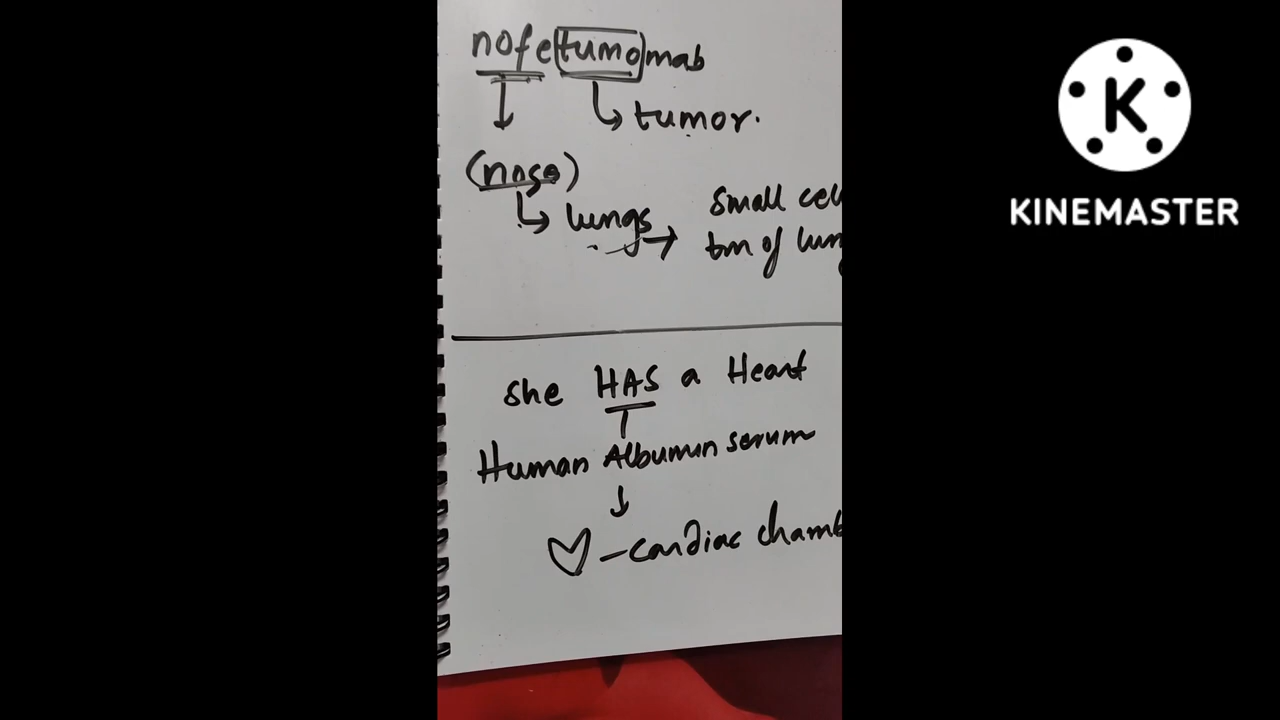 nofetumomab
tumor.
(nose)
lungs
Small cel
tm of lun
She HAS a Heart
Human Albumin serum
cardiac chamb
K
KINEMASTER